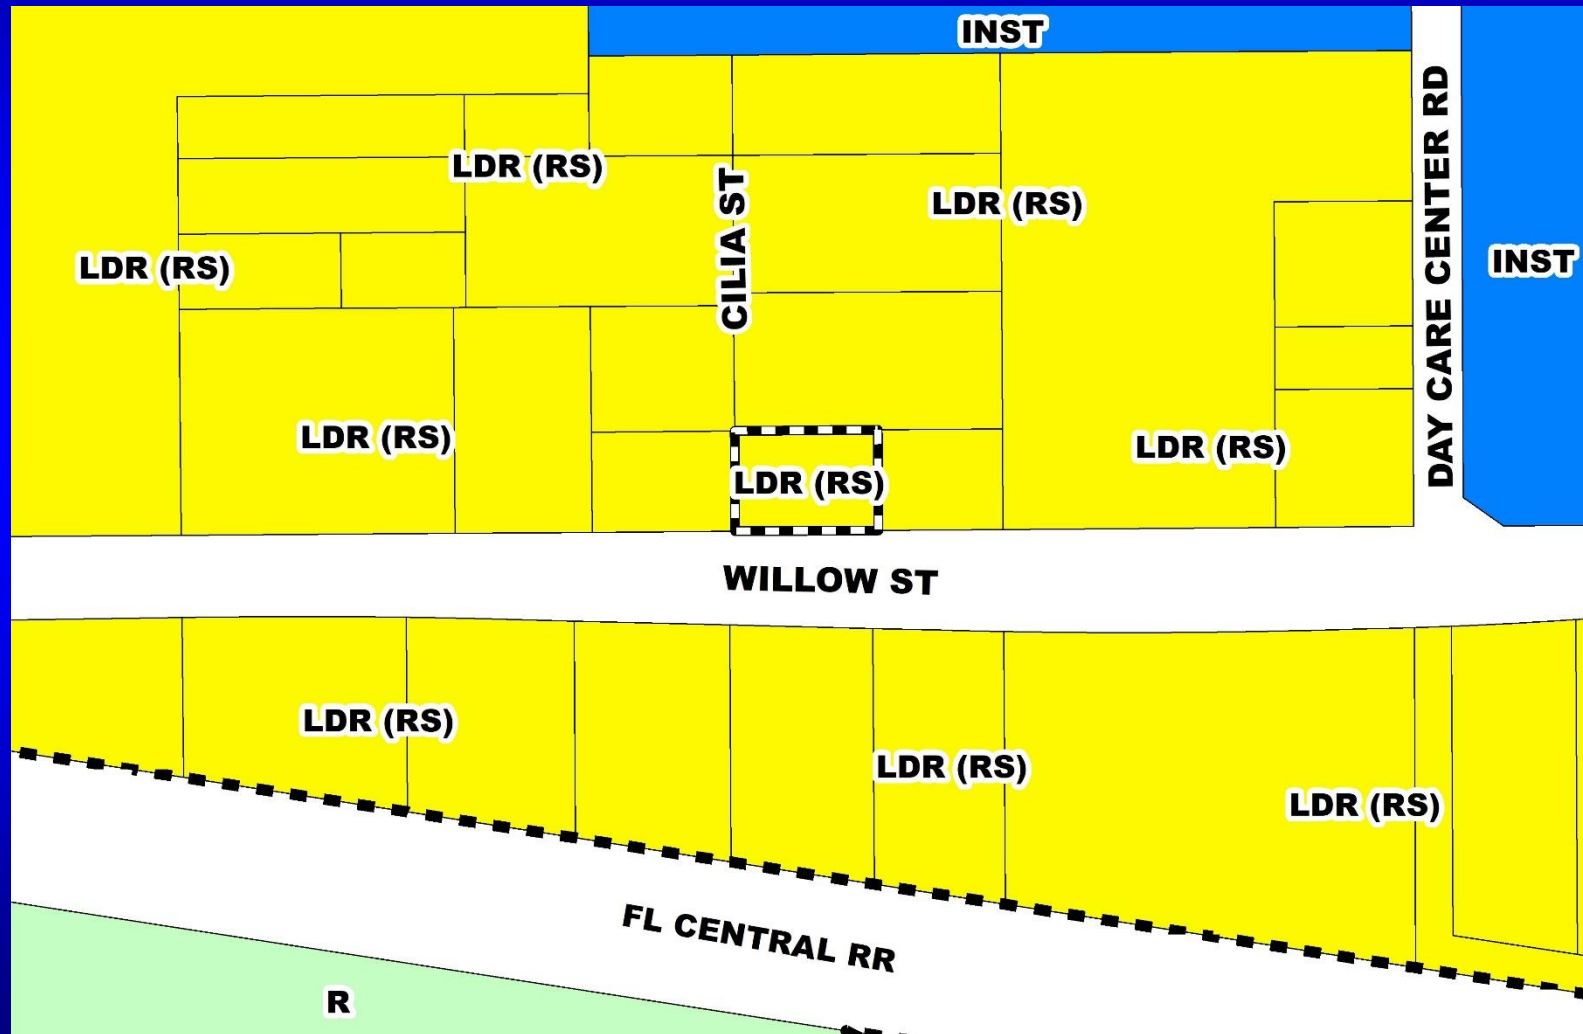 INST
LDR (RS)
CILIA ST
LDR (RS)
DAY CARE CENTER RD
LDR (RS)
INST
LDR (RS)
LDR (RS)
LDR (RS)
WILLOW ST
LDR (RS)
LDR (RS)
LDR (RS)
FL CENTRAL RR
R